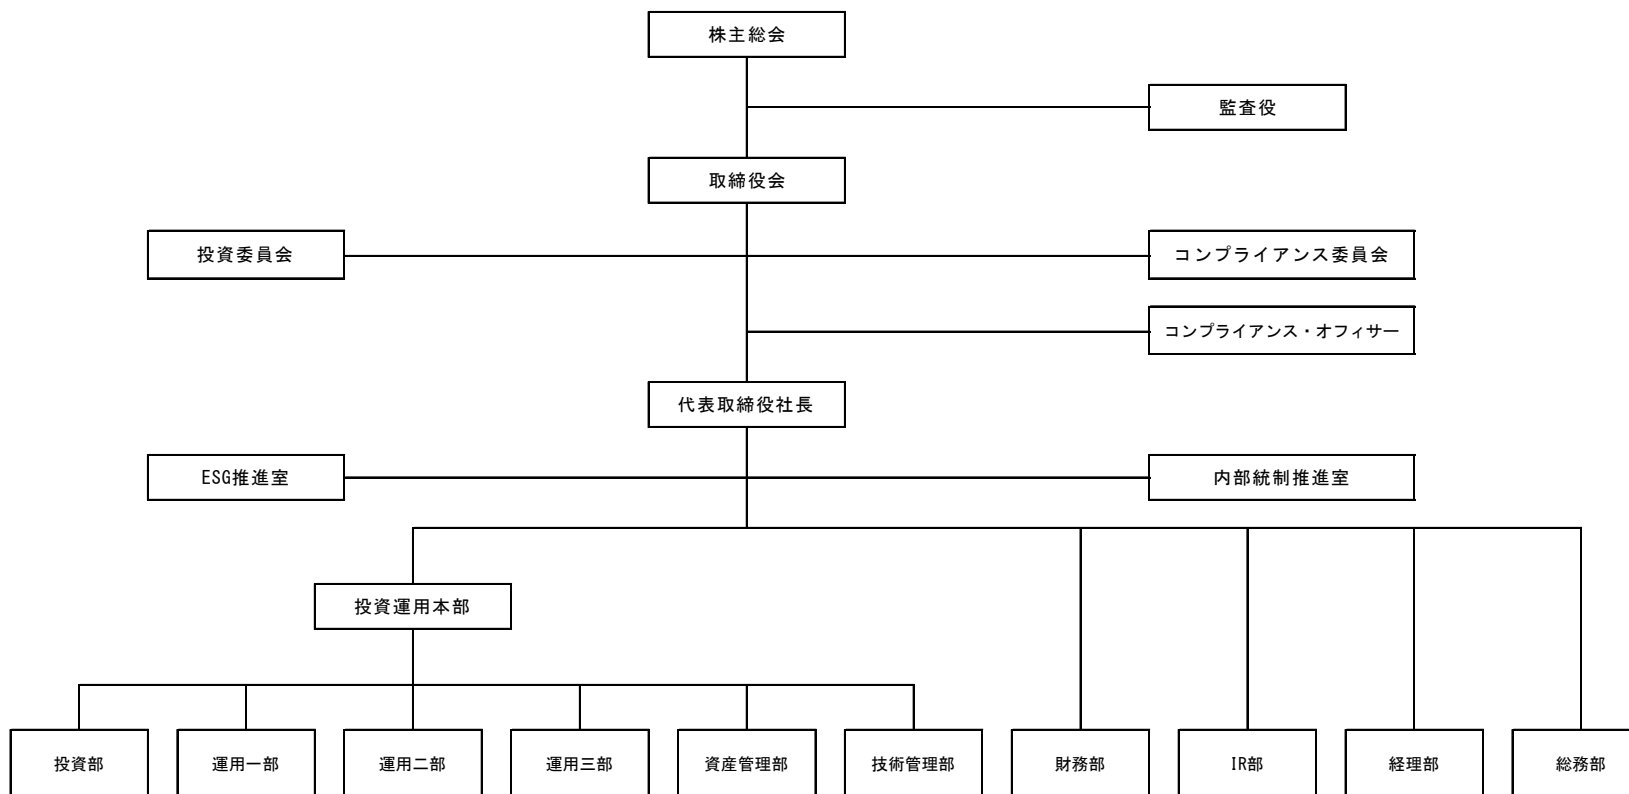 株主総会
監査役
取締役会
投資委員会
コンプライアンス委員会
コンプライアンス・オフィサー
代表取締役社長
ESG推進室
内部統制推進室
投資運用本部
投資部
運用一部
運用二部
運用三部
資産管理部
技術管理部
財務部
IR部
経理部
総務部